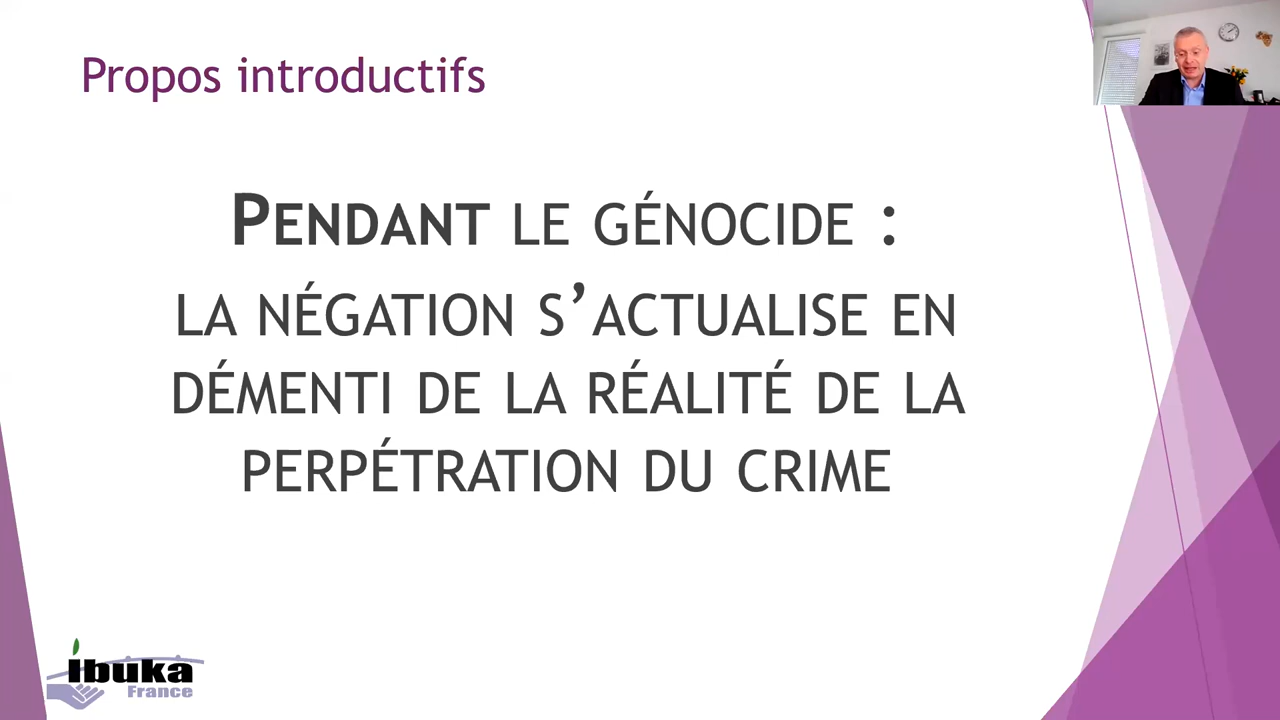 Propos introductifs
PENDANT LE GÉNOCIDE :
LA NÉGATION S’ACTUALISE EN
DÉMENTI DE LA RÉALITÉ DE LA
PERPÉTRATION DU CRIME
ibuka
France